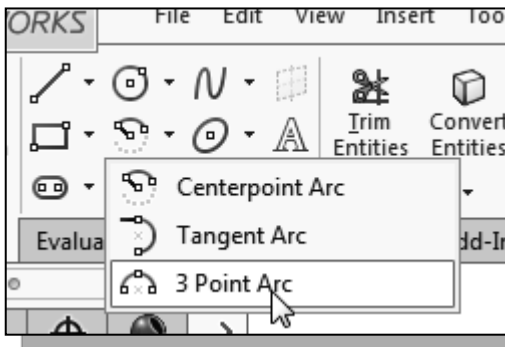 ORKS File Edit View Insert Too
Trim Convert
Entities Entities
Centerpoint Arc
Tangent Arc
3 Point Arc
Evalua dd-In